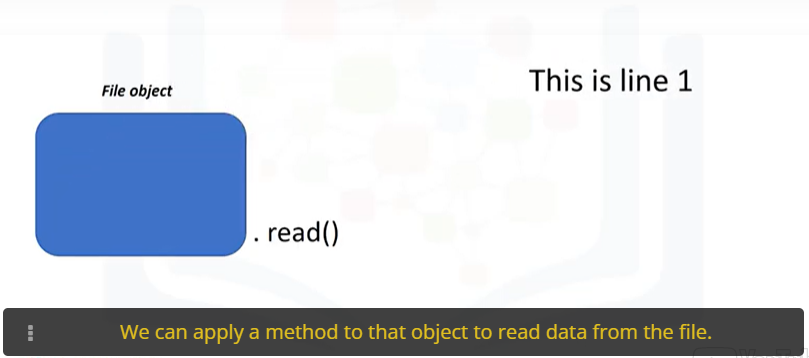 File object
This is line 1
. read()
We can apply a method to that object to read data from the file.